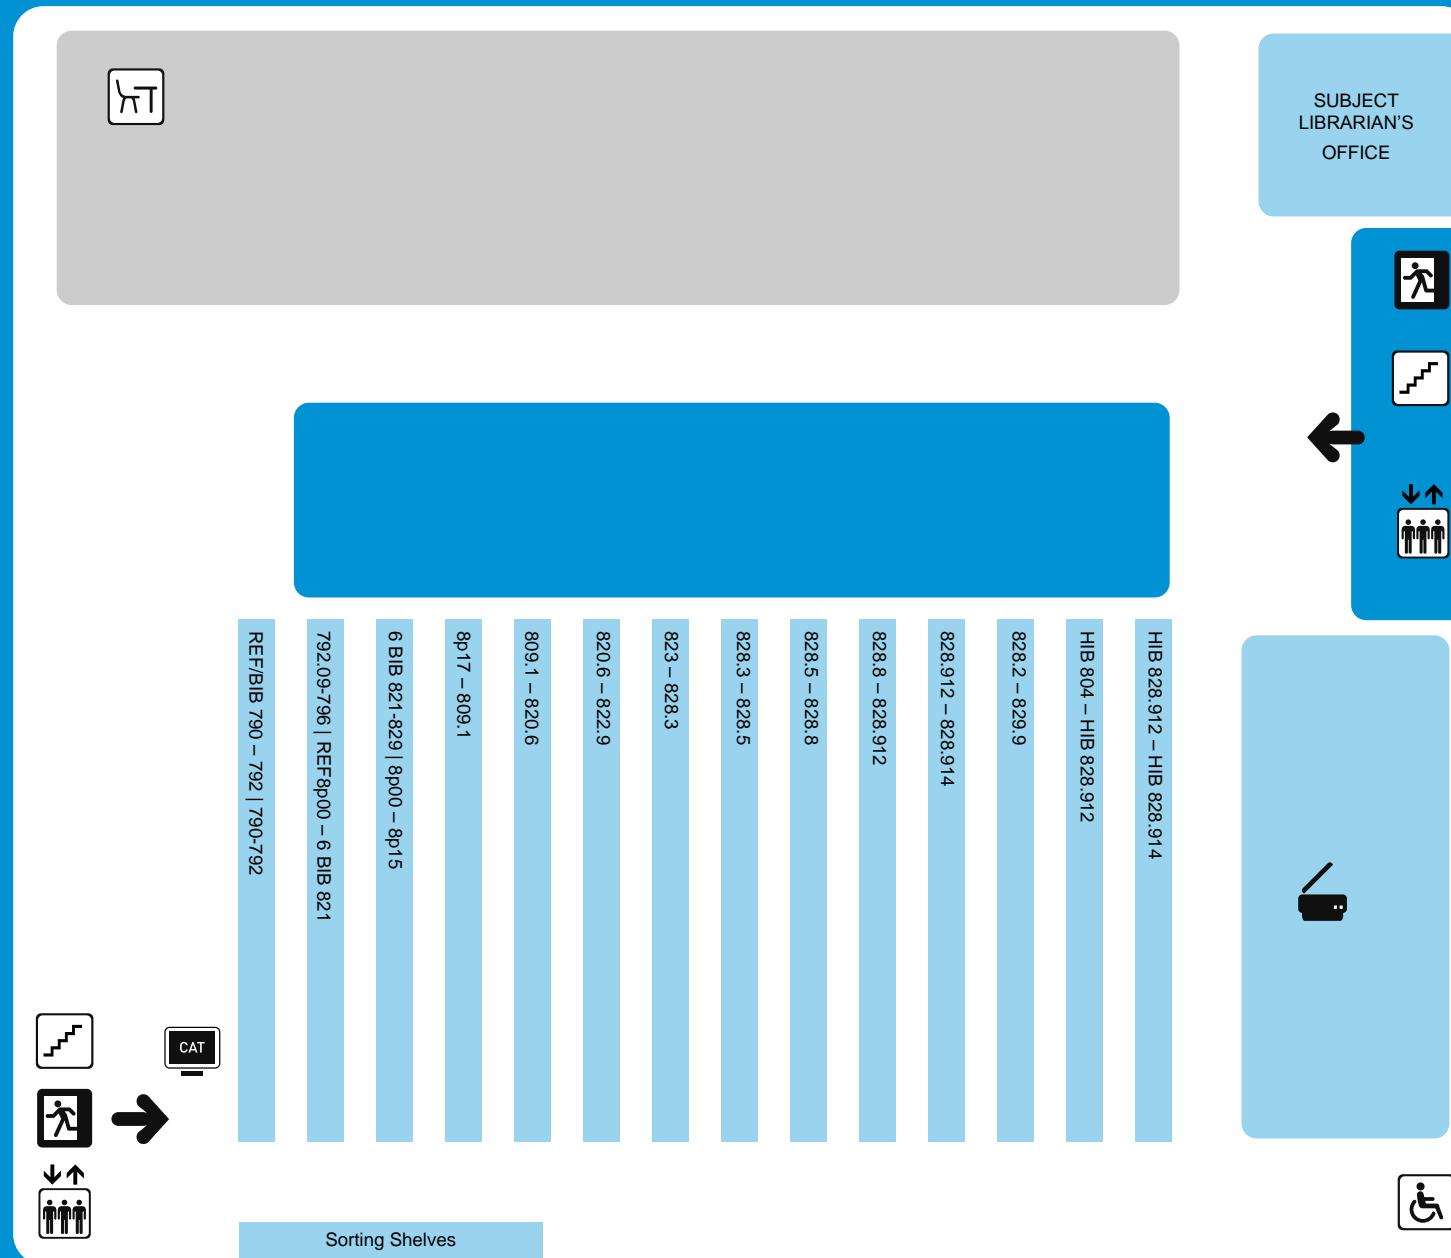 SUBJECT
LIBRARIAN'S
OFFICE
REF/BIB 790 – 792 | 790-792
792.09-796 | REF8p00 – 6 BIB 821
6 BIB 821-829 | 8p00 – 8p15
8p17 – 809.1
809.1 – 820.6
820.6 – 822.9
823 – 828.3
828.3 – 828.5
828.5 – 828.8
828.8 – 828.912
828.912 – 828.914
828.2 – 829.9
HIB 804 – HIB 828.912
HIB 828.912 – HIB 828.914
CAT
Sorting Shelves